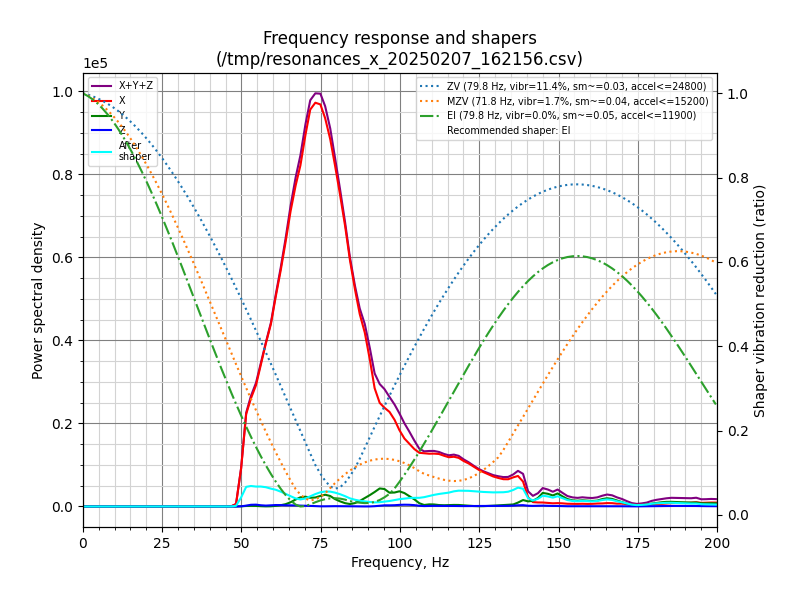 Frequency response and shapers
(/tmp/resonances_x_20250207_162156.csv)
1e5
X+Y+Z
X
Y
Z
After
shaper
ZV (79.8 Hz, vibr=11.4%, sm~=0.03, accel<=24800)
MZV (71.8 Hz, vibr=1.7%, sm~=0.04, accel<=15200)
EI (79.8 Hz, vibr=0.0%, sm~=0.05, accel<=11900)
Recommended shaper: EI
Power spectral density
1.0
0.8
0.6
0.4
0.2
0.0
1.0
0.8
0.6
0.4
0.2
0.0
Shaper vibration reduction (ratio)
0
25
50
75
100
125
150
175
200
Frequency, Hz